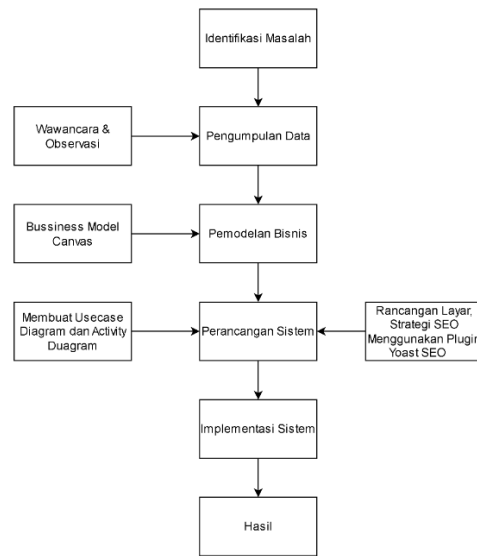 Identifikasi Masalah
Wawancara &
Observasi
Pengumpulan Data
Bussiness Model
Canvas
Pemodelan Bisnis
Membuat Usecase
Diagram dan Activity
Duagram
Perancangan Sistem
Rancangan Layar,
Strategi SEO
Menggunakan Plugin
Yoast SEO
Implementasi Sistem
Hasil